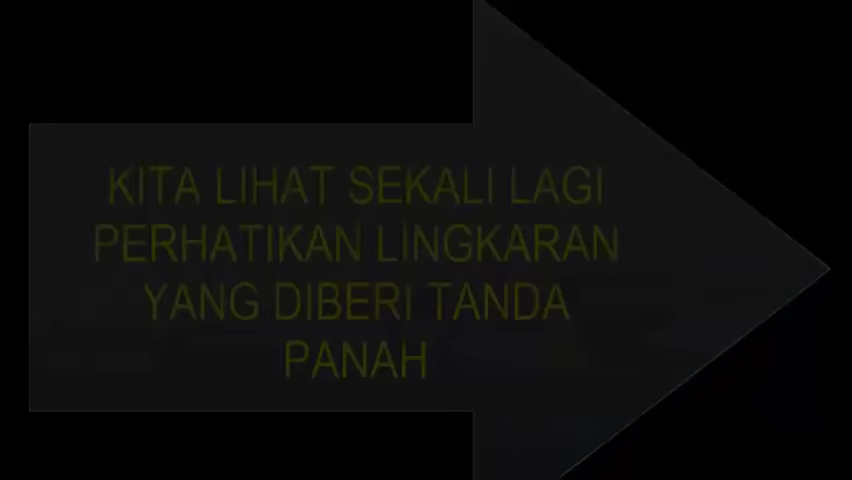 KITA LIHAT SEKALI LAGI
PERHATIKAN LINGKARAN
YANG DIBERI TANDA
PANAH